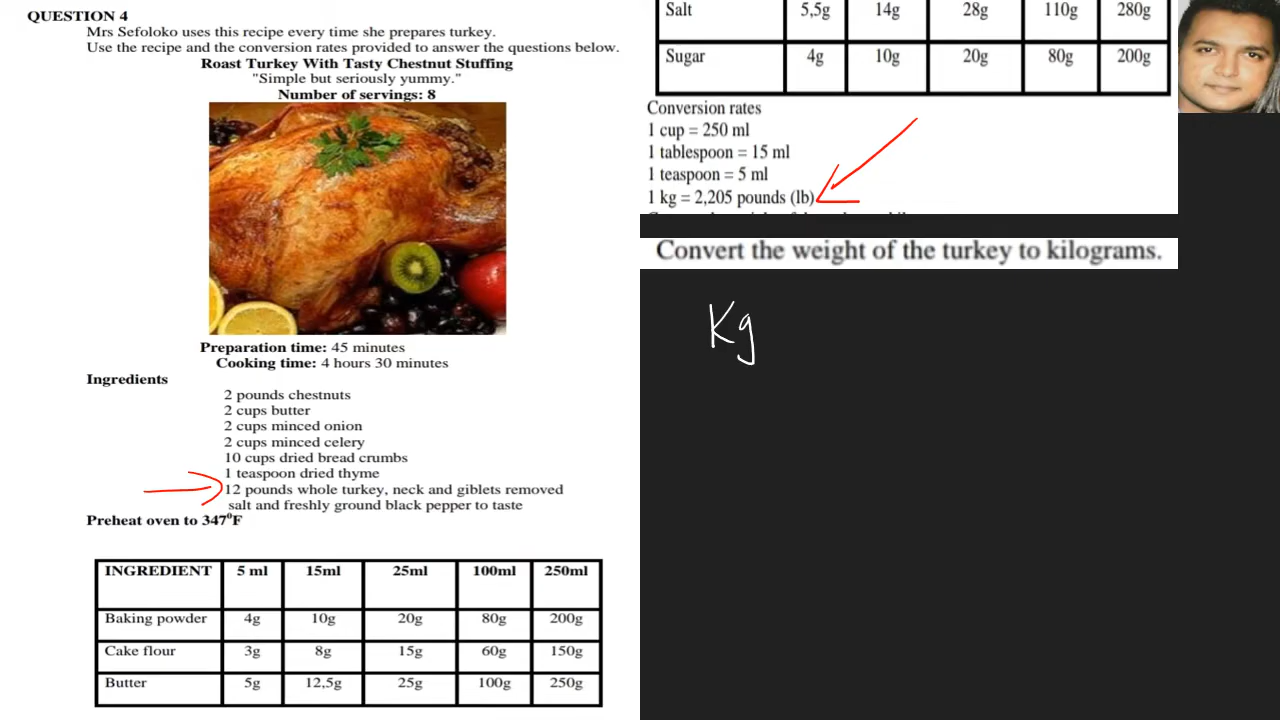 QUESTION 4
Mrs Sefoloko uses this recipe every time she prepares turkey.
Use the recipe and the conversion rates provided to answer the questions below.
Roast Turkey With Tasty Chestnut Stuffing
"Simple but seriously yummy."
Number of servings: 8
Preparation time: 45 minutes
Cooking time: 4 hours 30 minutes
Ingredients
2 pounds chestnuts
2 cups butter
2 cups minced onion
2 cups minced celery
10 cups dried bread crumbs
1 teaspoon dried thyme
12 pounds whole turkey, neck and giblets removed
salt and freshly ground black pepper to taste
Preheat oven to 347⁰F
INGREDIENT 5 ml 15ml 25ml 100ml 250ml
Baking powder 4g 10g 20g 80g 200g
Cake flour 3g 8g 15g 60g 150g
Butter 5g 12,5g 25g 100g 250g
Salt 5,5g 14g 28g 110g 280g
Sugar 4g 10g 20g 80g 200g
Conversion rates
1 cup = 250 ml
1 tablespoon = 15 ml
1 teaspoon = 5 ml
1 kg = 2,205 pounds (lb)
Convert the weight of the turkey to kilograms.
Kg